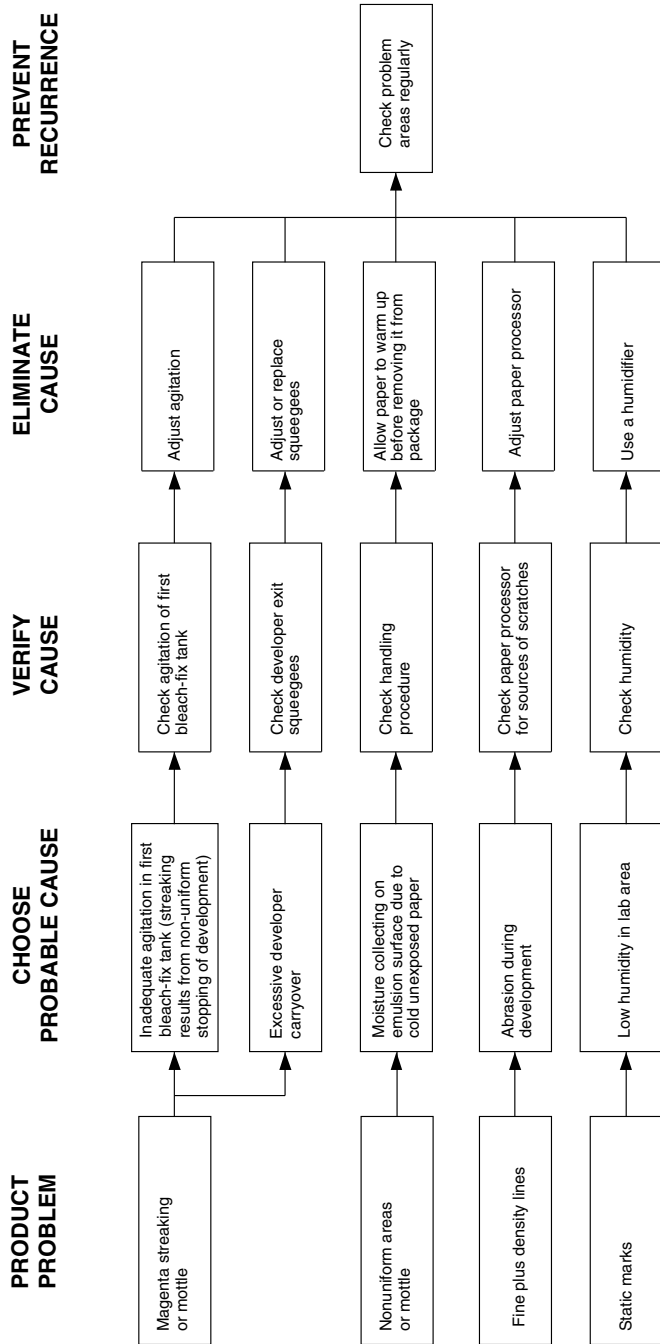 PRODUCT
PROBLEM
CHOOSE
PROBABLE CAUSE
VERIFY
CAUSE
ELIMINATE
CAUSE
PREVENT
RECURRENCE
Magenta streaking
or mottle
Inadequate agitation in first
bleach-fix tank (streaking
results from non-uniform
stopping of development)
Check agitation of first
bleach-fix tank
Adjust agitation
Excessive developer
carryover
Check developer exit
squeegees
Adjust or replace
squeegees
Nonuniform areas
or mottle
Moisture collecting on
emulsion surface due to
cold unexposed paper
Check handling
procedure
Allow paper to warm up
before removing it from
package
Check problem
areas regularly
Fine plus density lines
Abrasion during
development
Check paper processor
for sources of scratches
Adjust paper processor
Static marks
Low humidity in lab area
Check humidity
Use a humidifier